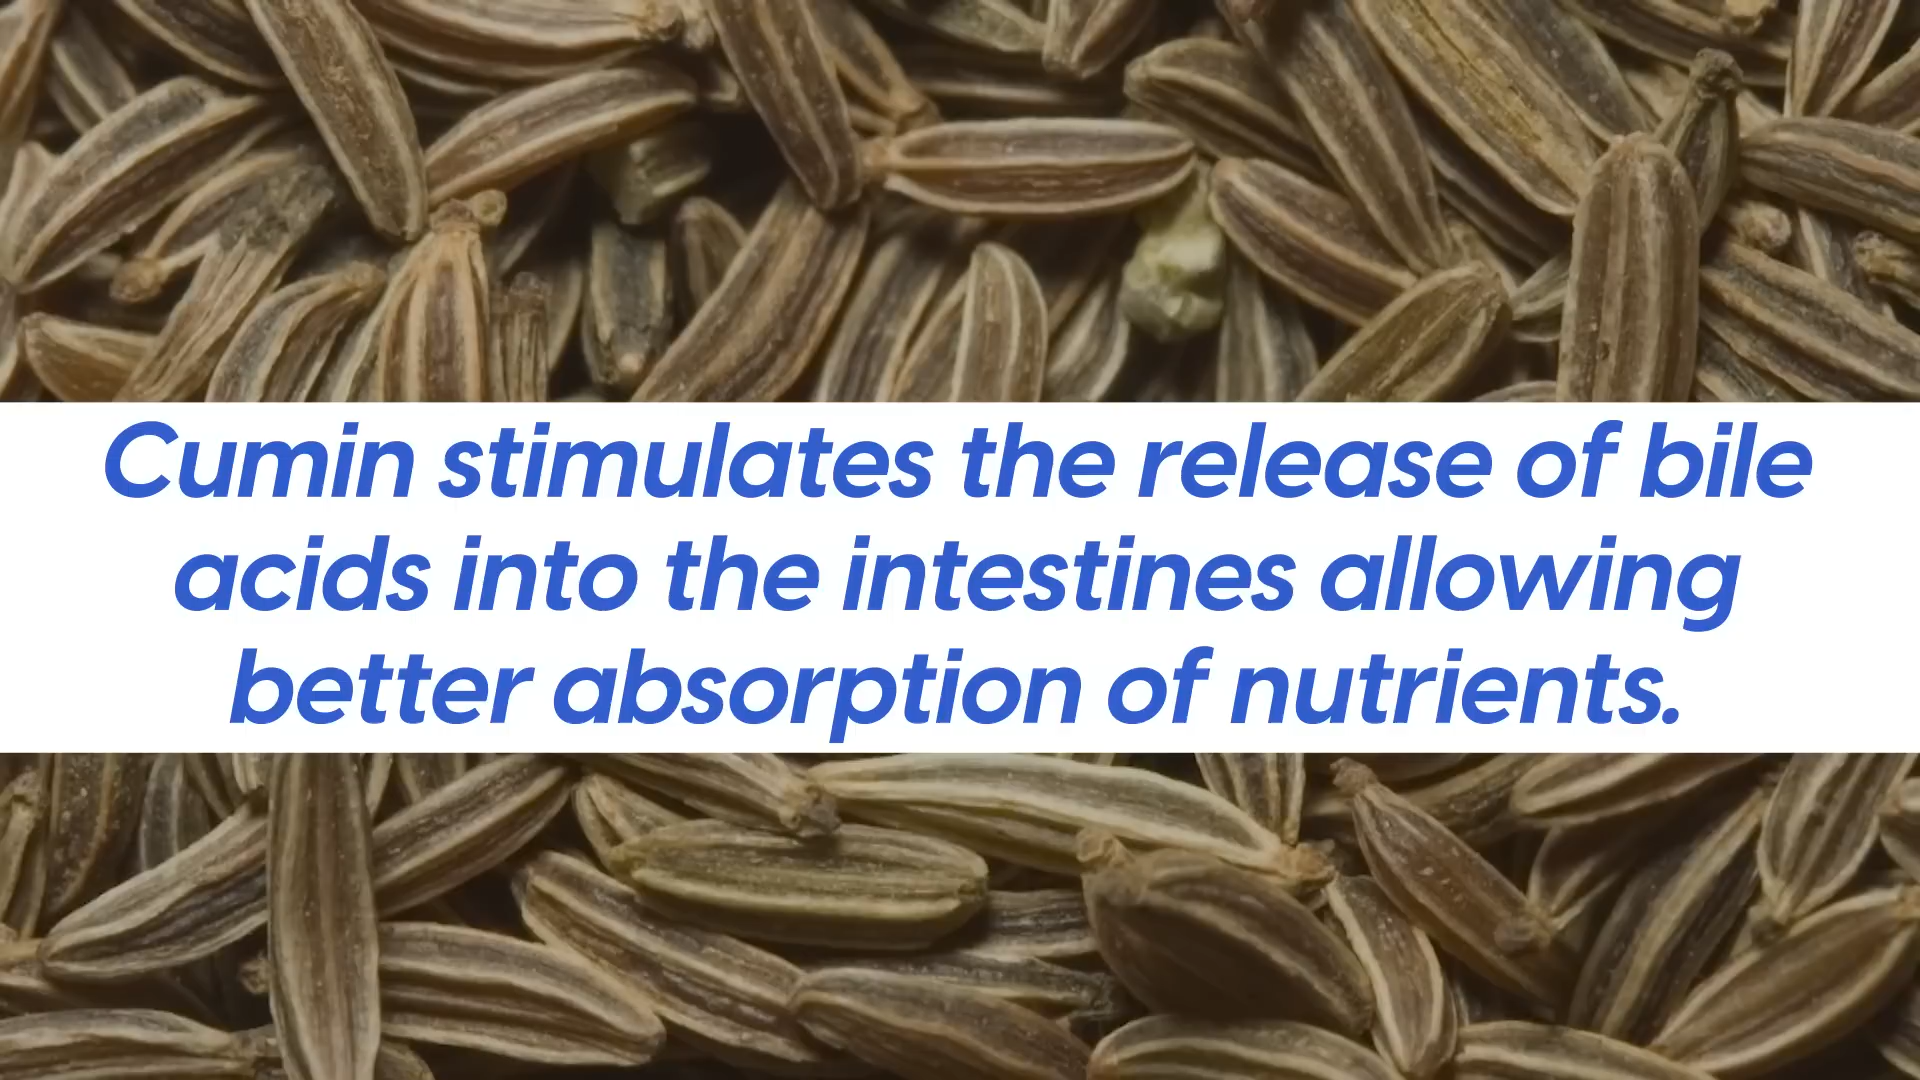 Cumin stimulates the release of bile
acids into the intestines allowing
better absorption of nutrients.